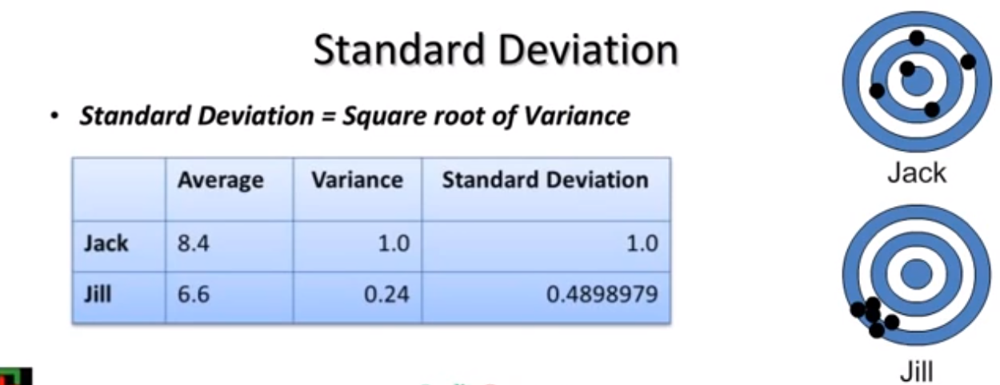 Standard Deviation
• Standard Deviation = Square root of Variance
Average Variance Standard Deviation
Jack 8.4 1.0 1.0
Jill 6.6 0.24 0.4898979
Jack
Jill